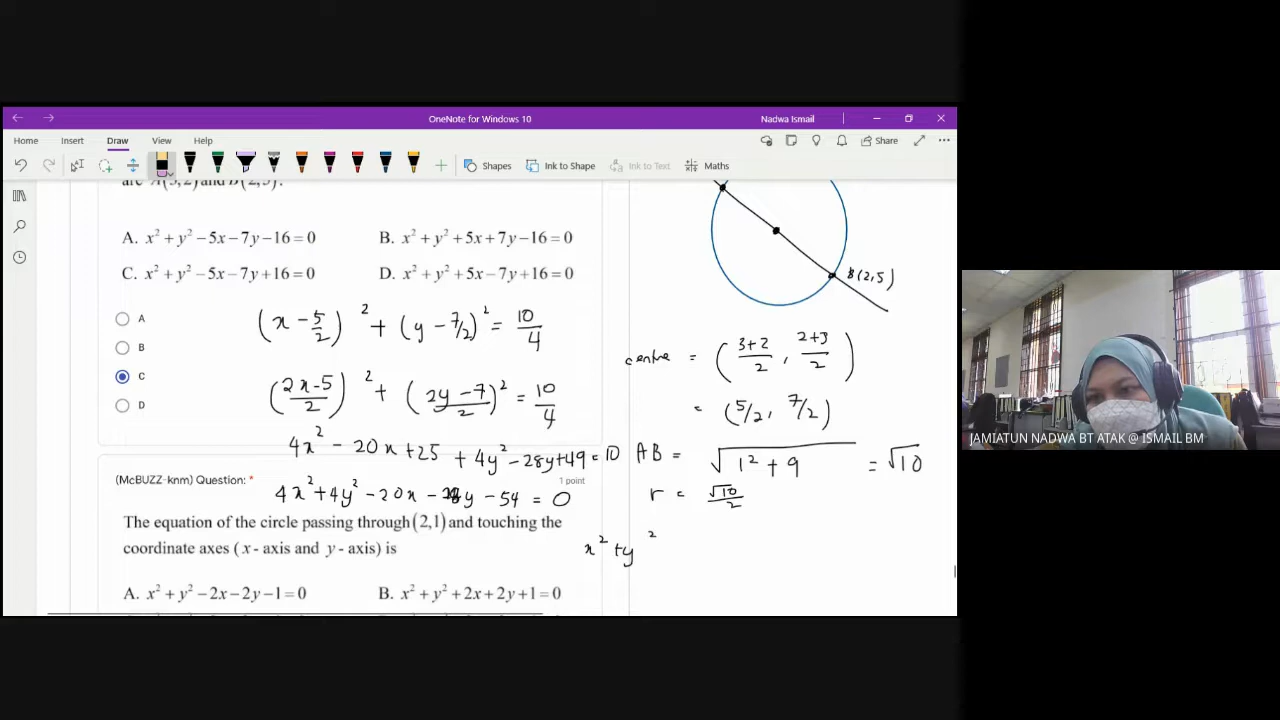 OneNote for Windows 10
Nadwa Ismail
Home Insert Draw View Help
Share
Shapes Ink to Shape Ink to Text Maths
are A(3,2) and B(2,5).
A. x² + y² − 5x − 7y − 16 = 0
B. x² + y² + 5x + 7y − 16 = 0
C. x² + y² − 5x − 7y + 16 = 0
D. x² + y² + 5x − 7y + 16 = 0
A
B
C
D
(x − 5/2)² + (y − 7/2)² = 10/4
((2x − 5)/2)² + ((2y − 7)/2)² = 10/4
4x² − 20x + 25 + 4y² − 28y + 49 = 10
4x² + 4y² − 20x − 28y − 54 = 0
x² + y²
B(2,5)
centre = ((3+2)/2, (2+3)/2)
= (5/2, 7/2)
AB = √(1² + 9) = √10
r = √10/2
(McBUZZ-knm) Question: *
1 point
The equation of the circle passing through (2,1) and touching the
coordinate axes (x - axis and y - axis) is
A. x² + y² − 2x − 2y − 1 = 0
B. x² + y² + 2x + 2y + 1 = 0
JAMIATUN NADWA BT ATAK @ ISMAIL BM